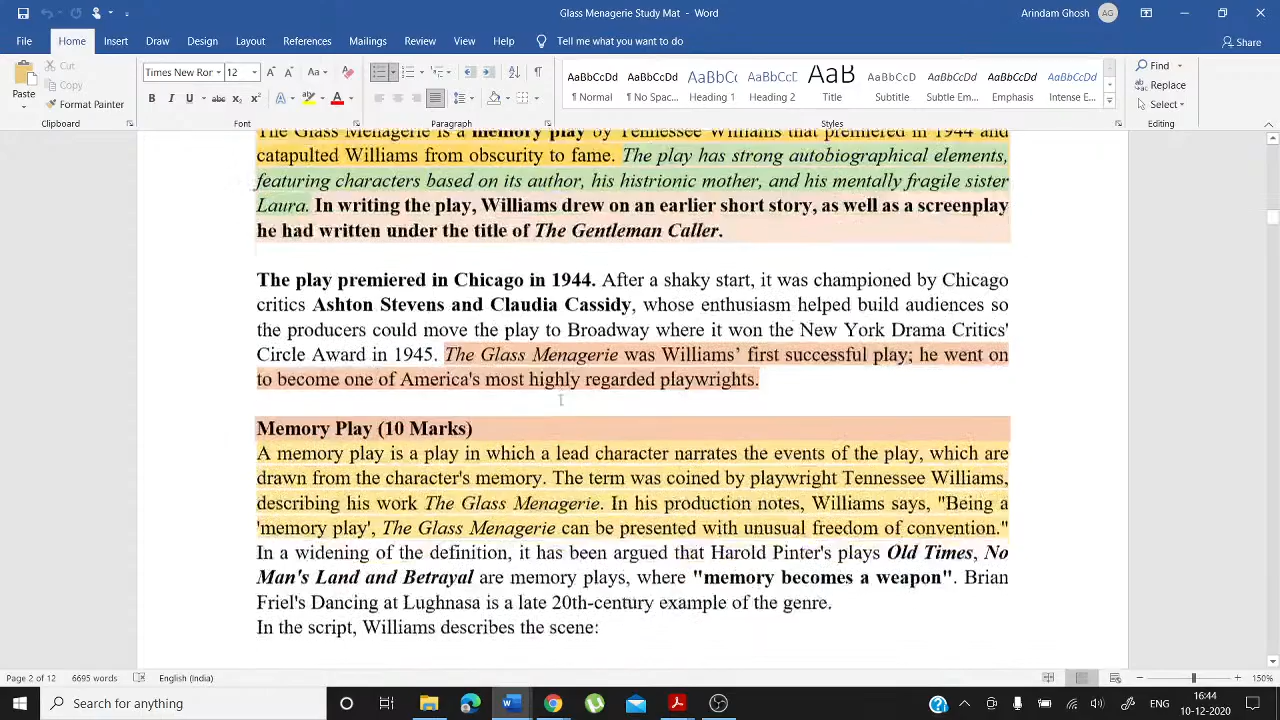 Glass Menagerie Study Mat - Word
Arindam Ghosh AG
File Home Insert Draw Design Layout References Mailings Review View Help Tell me what you want to do Share
Paste Cut Copy Format Painter
Times New Ror 12
AaBbCcDd AaBbCcDd AaBbCc AaBbCcD AaB AaBbCcD AaBbCcDd AaBbCcDd AaBbCcDd
¶ Normal ¶ No Spac... Heading 1 Heading 2 Title Subtitle Subtle Em... Emphasis Intense E...
Find Replace Select
Clipboard Font Paragraph Styles Editing
The Glass Menagerie is a memory play by Tennessee Williams that premiered in 1944 and
catapulted Williams from obscurity to fame. The play has strong autobiographical elements,
featuring characters based on its author, his histrionic mother, and his mentally fragile sister
Laura. In writing the play, Williams drew on an earlier short story, as well as a screenplay
he had written under the title of The Gentleman Caller.
The play premiered in Chicago in 1944. After a shaky start, it was championed by Chicago
critics Ashton Stevens and Claudia Cassidy, whose enthusiasm helped build audiences so
the producers could move the play to Broadway where it won the New York Drama Critics'
Circle Award in 1945. The Glass Menagerie was Williams’ first successful play; he went on
to become one of America's most highly regarded playwrights.
Memory Play (10 Marks)
A memory play is a play in which a lead character narrates the events of the play, which are
drawn from the character's memory. The term was coined by playwright Tennessee Williams,
describing his work The Glass Menagerie. In his production notes, Williams says, "Being a
'memory play', The Glass Menagerie can be presented with unusual freedom of convention."
In a widening of the definition, it has been argued that Harold Pinter's plays Old Times, No
Man's Land and Betrayal are memory plays, where "memory becomes a weapon". Brian
Friel's Dancing at Lughnasa is a late 20th-century example of the genre.
In the script, Williams describes the scene:
Page 2 of 12 6695 words English (India) 150%
Search for anything
ENG 16:44
10-12-2020